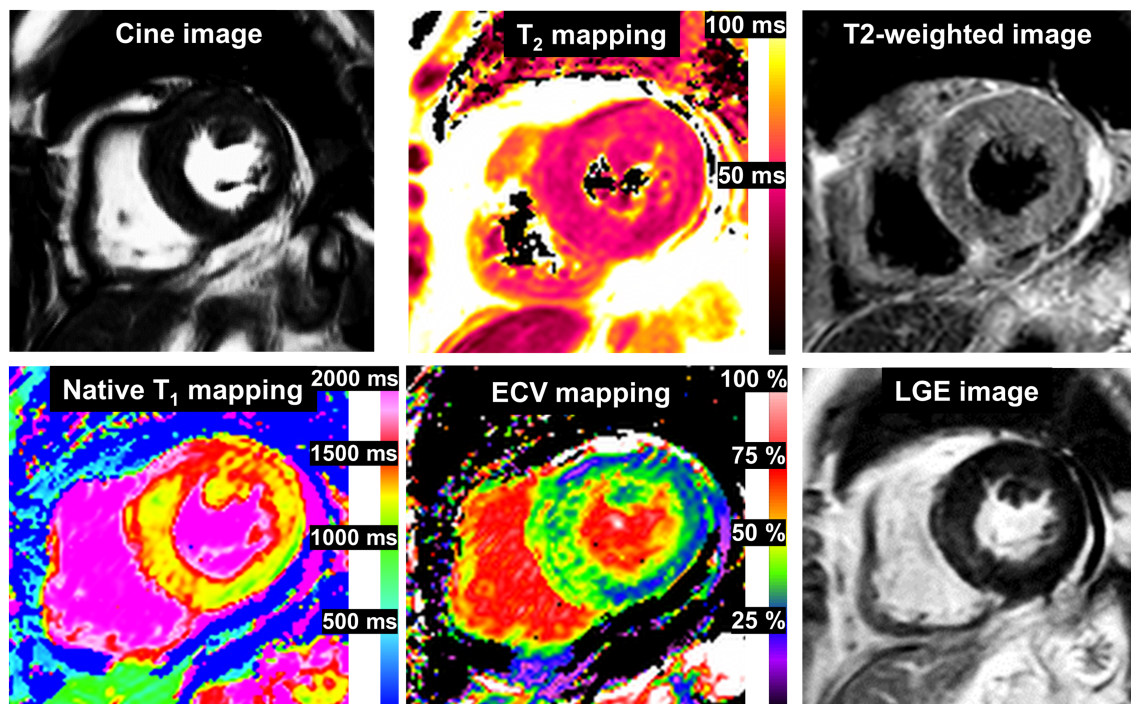 Cine image
T₂ mapping
100 ms
50 ms
T2-weighted image
Native T₁ mapping
2000 ms
1500 ms
1000 ms
500 ms
ECV mapping
100 %
75 %
50 %
25 %
LGE image